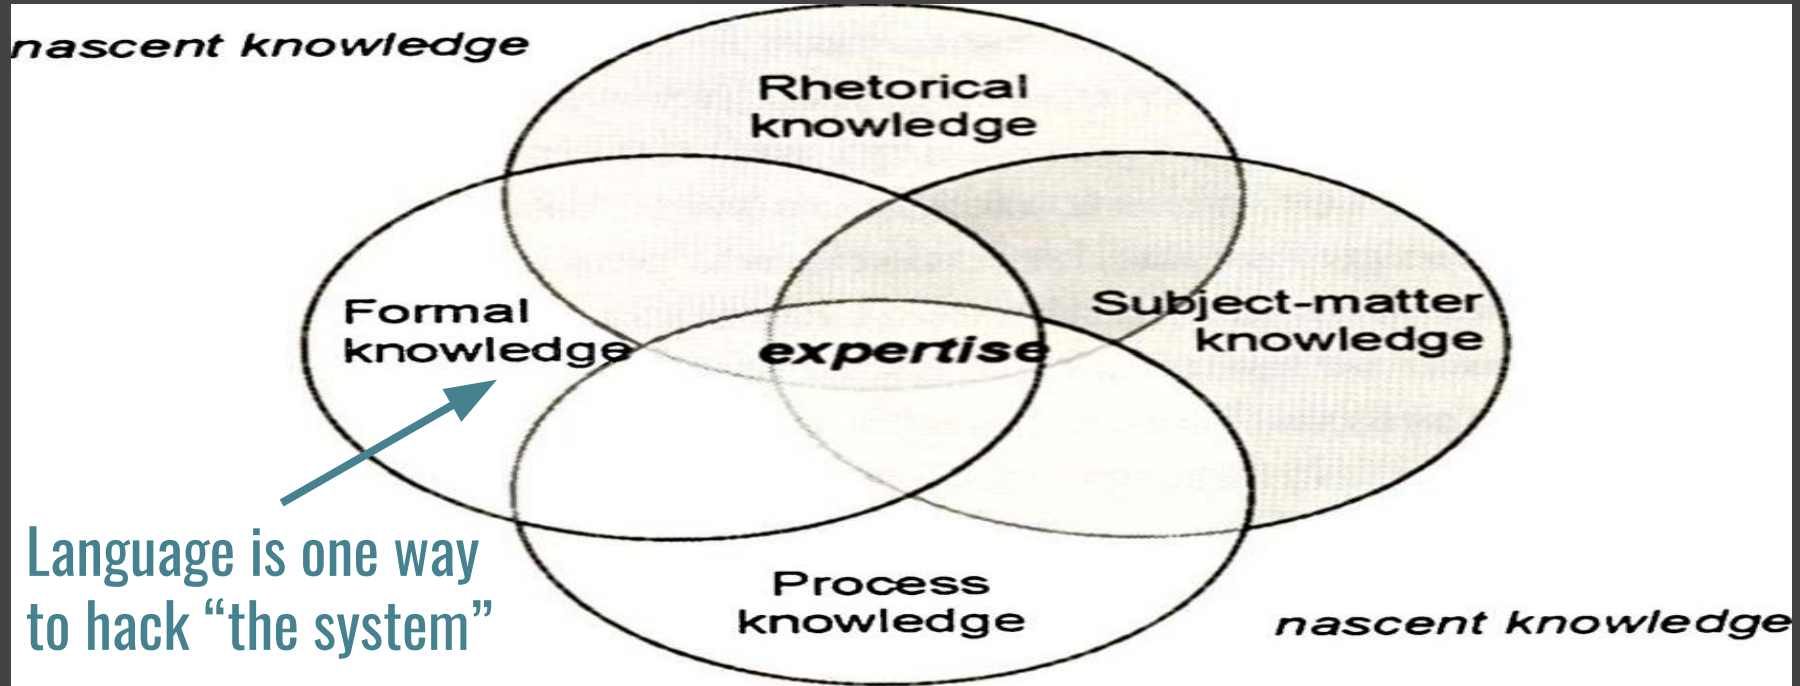 nascent knowledge
Rhetorical
knowledge
Formal
knowledge
Subject-matter
knowledge
expertise
Language is one way
to hack “the system”
Process
knowledge
nascent knowledge